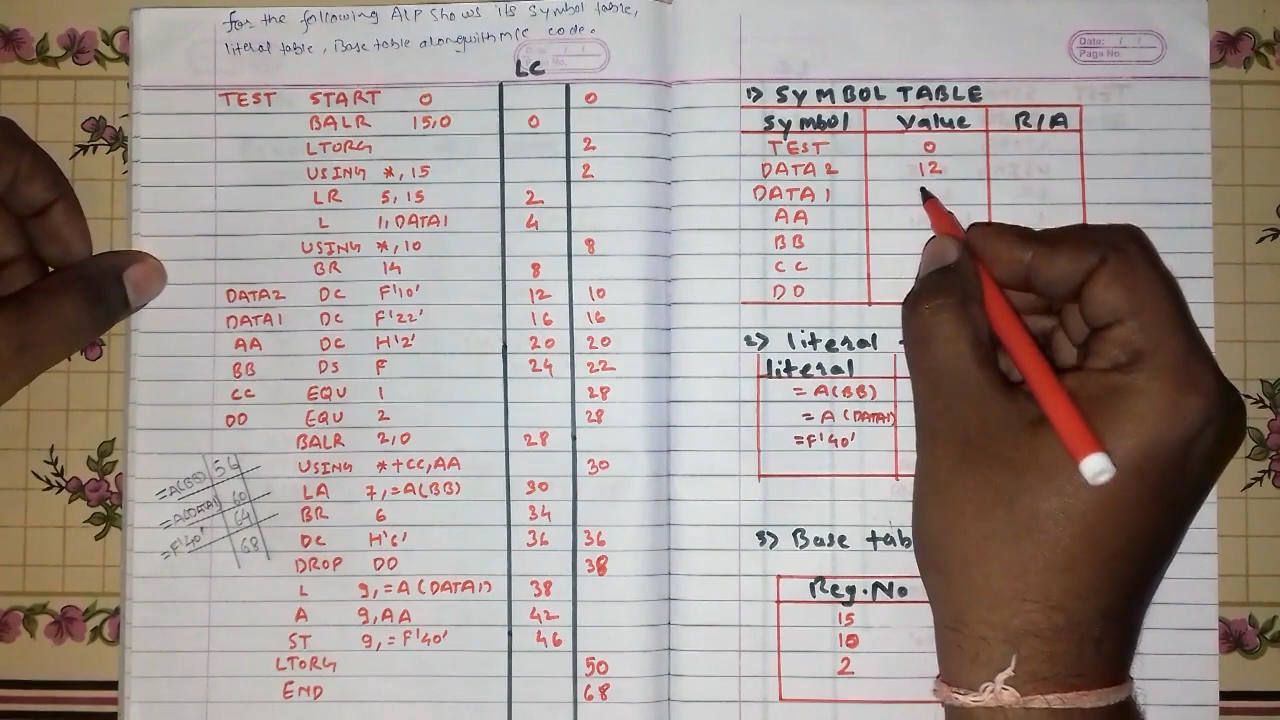 for the following ALP shows its symbol table,
literal table, Base table alongwith M/C code.
LC
TEST START 0 0
BALR 15,0 0
LTORG 2
USING *, 15 2
LR 5, 15 2
L 1, DATA1 4
USING *, 10 8
BR 14 8
DATA2 DC F'10' 12 10
DATA1 DC F'22' 16 16
AA DC H'2' 20 20
BB DS F 24 22
CC EQU 1 28
DD EQU 2 28
BALR 2,0 28
USING *+CC,AA 30
LA 7,=A(BB) 30
BR 6 34
DC H'6' 36 36
DROP DD 38
L 9,=A(DATA1) 38
A 9,AA 42
ST 9,=F'40' 46
LTORG 50
END 68
=A(BB) 56
=A(DATA1) 60
=F'40' 64
68
Date: / /
Page No:
1) SYMBOL TABLE
Symbol Value R/A
TEST 0
DATA2 12
DATA1
AA
BB
CC
DD
2) literal
literal
= A(BB)
= A(DATA1)
=F'40'
3) Base tab
Reg.No
15
10
2